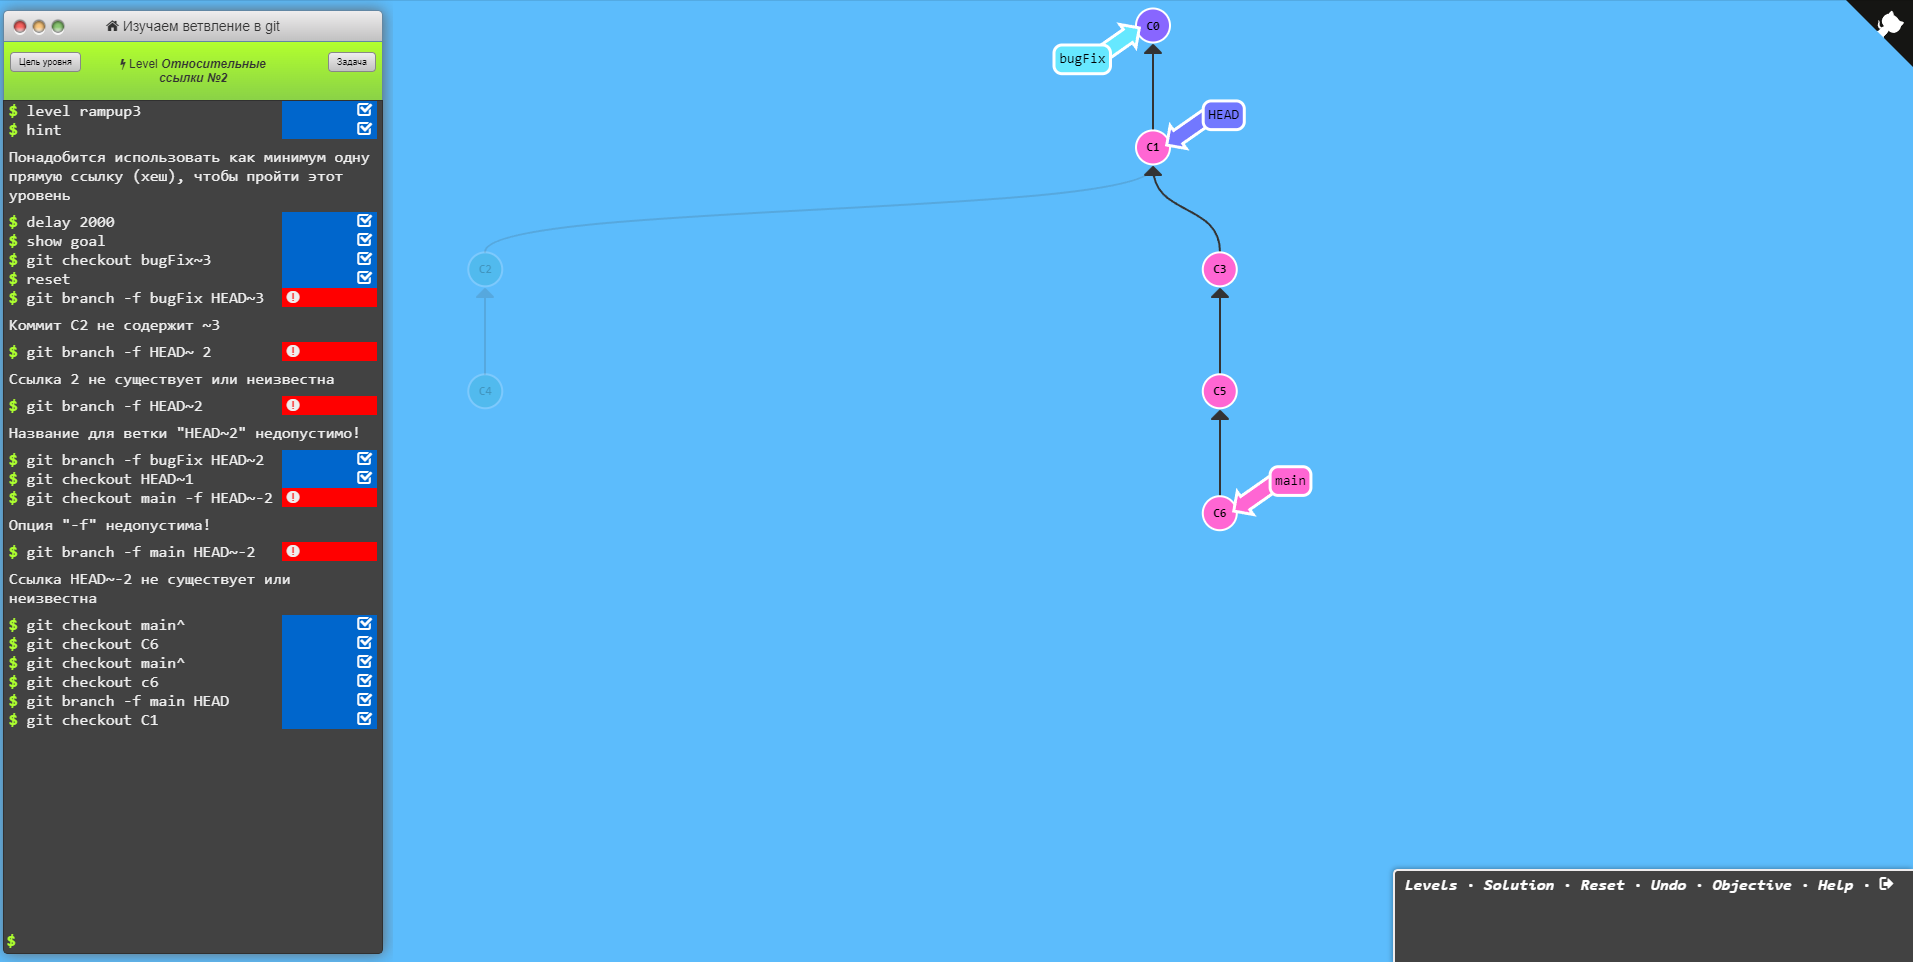 Изучаем ветвление в git
Цель уровня
Level Относительные
ссылки №2
Задача
$ level rampup3
$ hint
Понадобится использовать как минимум одну
прямую ссылку (хеш), чтобы пройти этот
уровень
$ delay 2000
$ show goal
$ git checkout bugFix~3
$ reset
$ git branch -f bugFix HEAD~3
Коммит C2 не содержит ~3
$ git branch -f HEAD~ 2
Ссылка 2 не существует или неизвестна
$ git branch -f HEAD~2
Название для ветки "HEAD~2" недопустимо!
$ git branch -f bugFix HEAD~2
$ git checkout HEAD~1
$ git checkout main -f HEAD~-2
Опция "-f" недопустима!
$ git branch -f main HEAD~-2
Ссылка HEAD~-2 не существует или
неизвестна
$ git checkout main^
$ git checkout C6
$ git checkout main^
$ git checkout c6
$ git branch -f main HEAD
$ git checkout C1
$
C0
bugFix
HEAD
C1
C2
C3
C4
C5
main
C6
Levels · Solution · Reset · Undo · Objective · Help ·